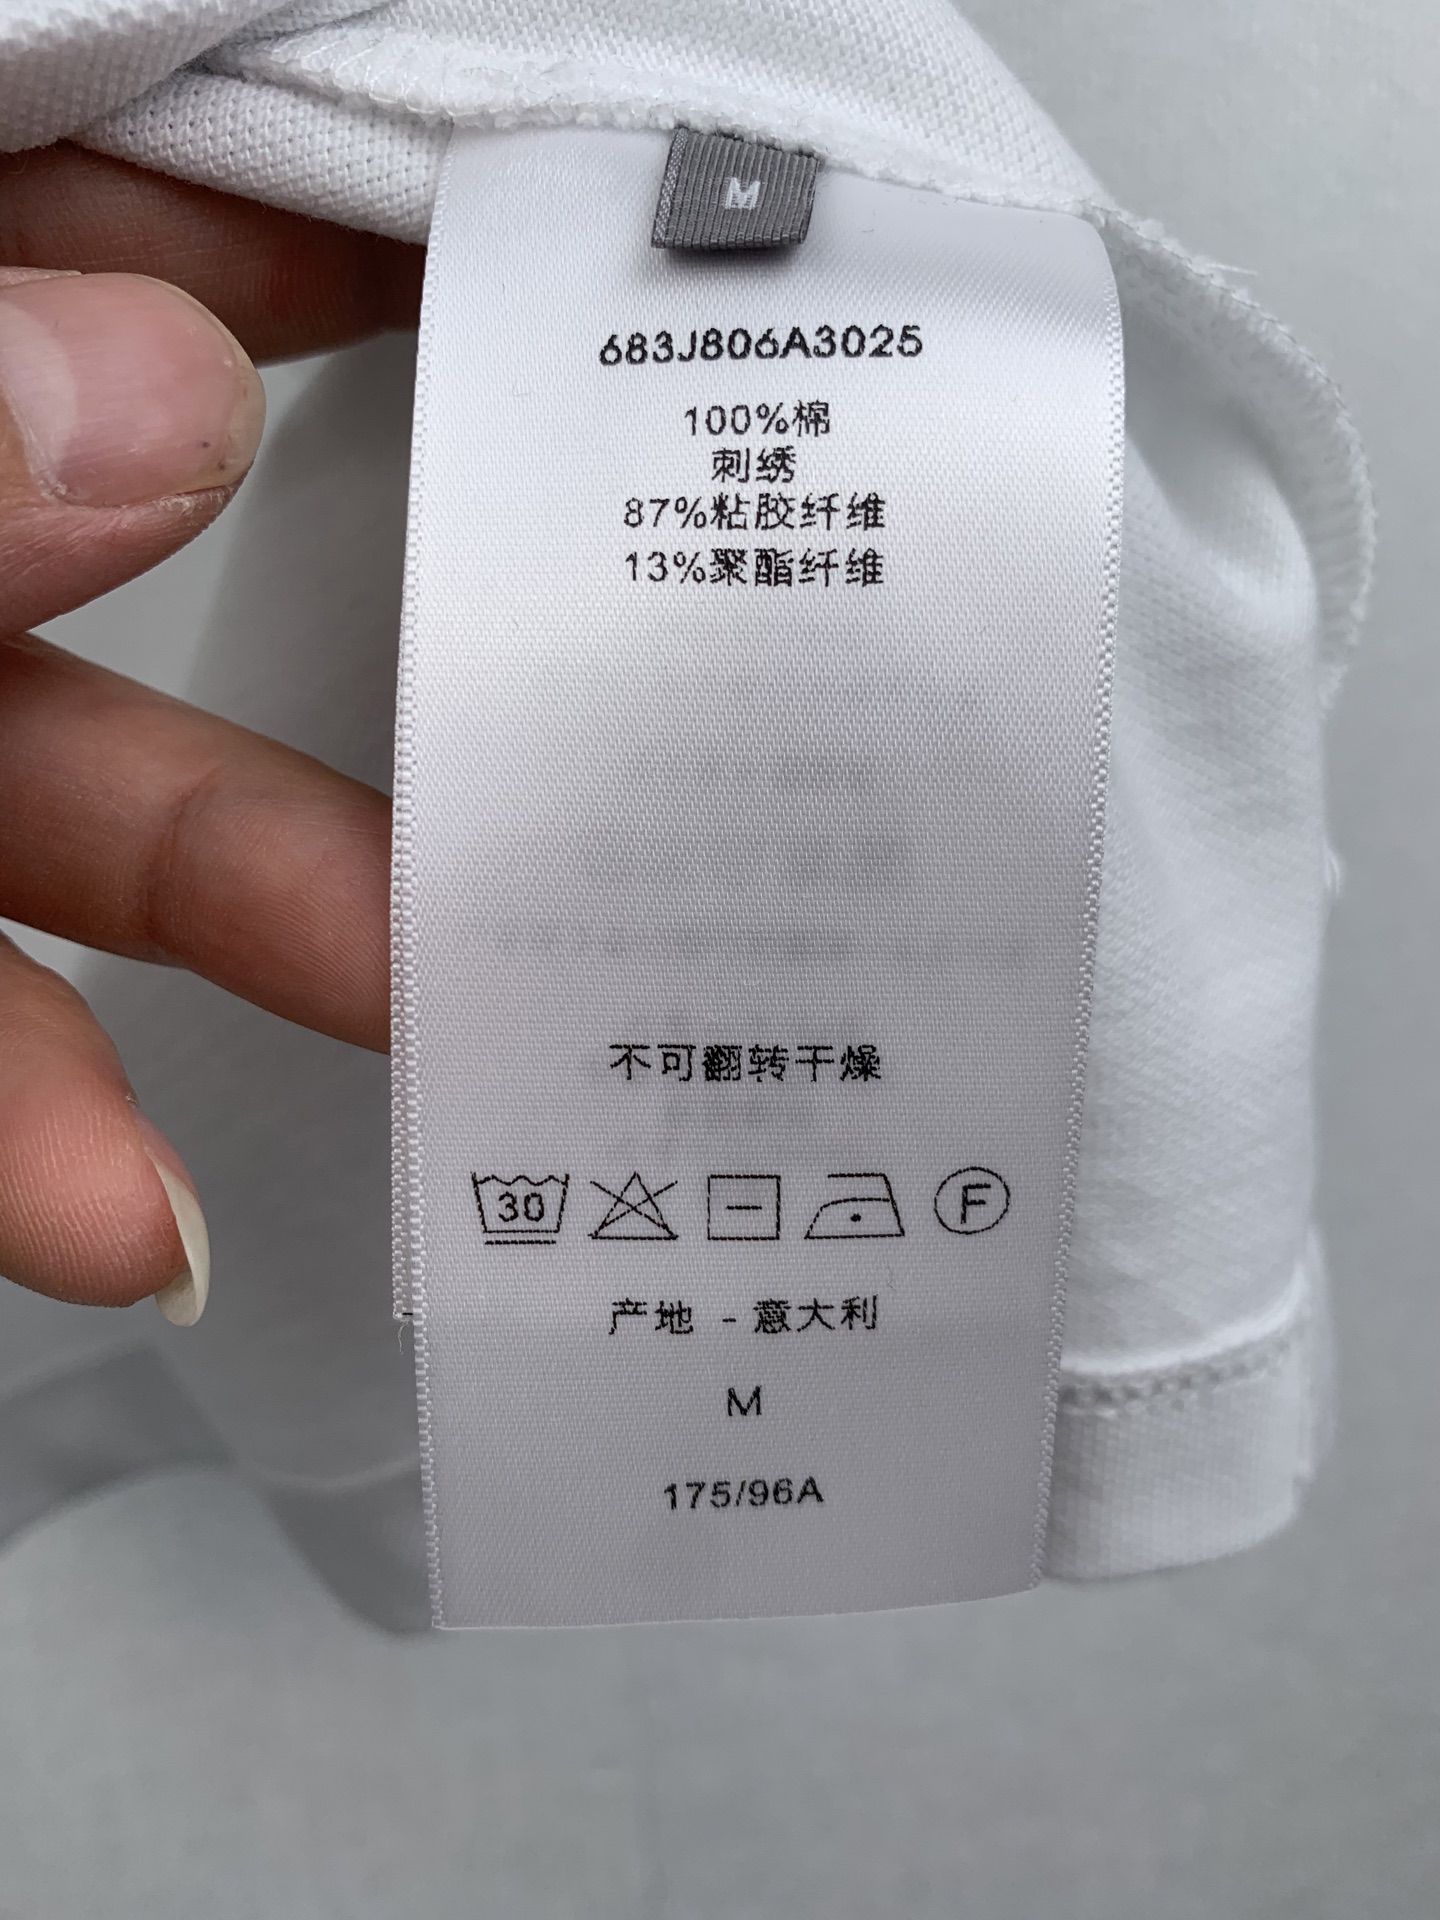 M
683J806A3025
100%棉
刺绣
87%粘胶纤维
13%聚酯纤维
不可翻转干燥
30
F
产地 - 意大利
M
175/96A